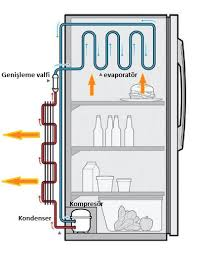 Genişleme valfi
evaporatör
Kompresör
Kondenser